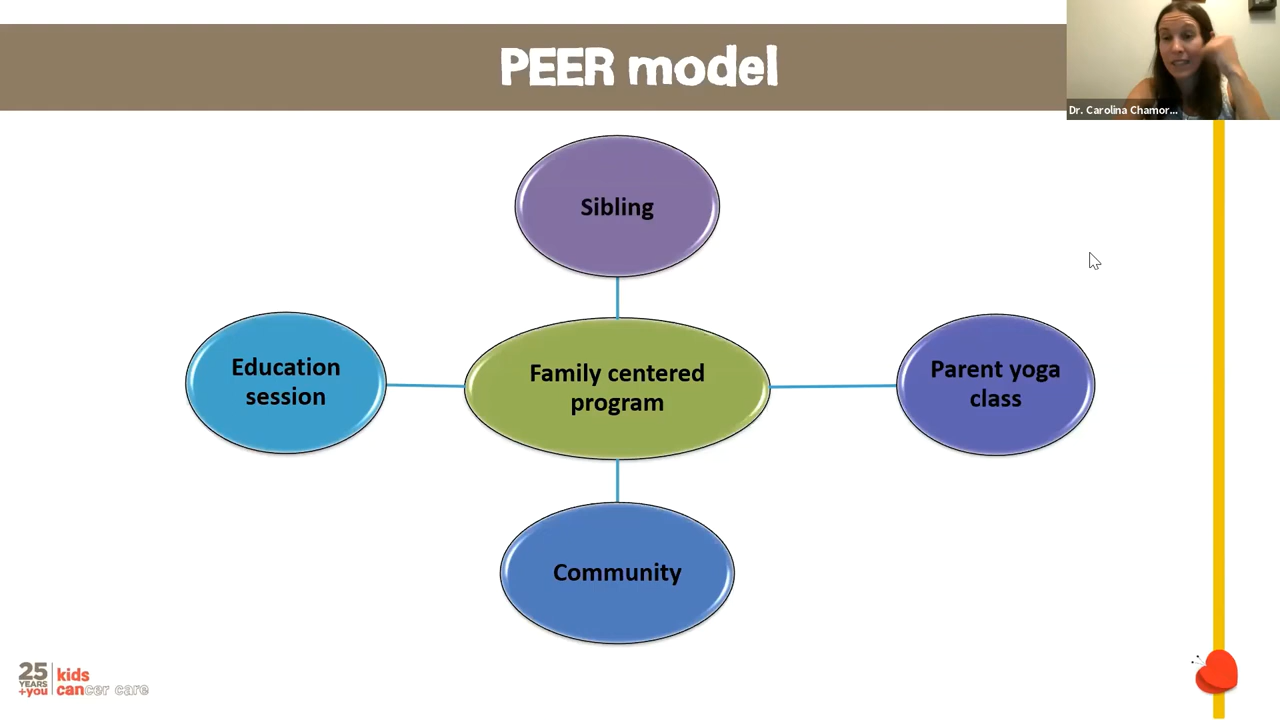 PEER model
Dr. Carolina Chamor...
Sibling
Education
session
Family centered
program
Parent yoga
class
Community
25
YEARS
+you
kids
cancer care